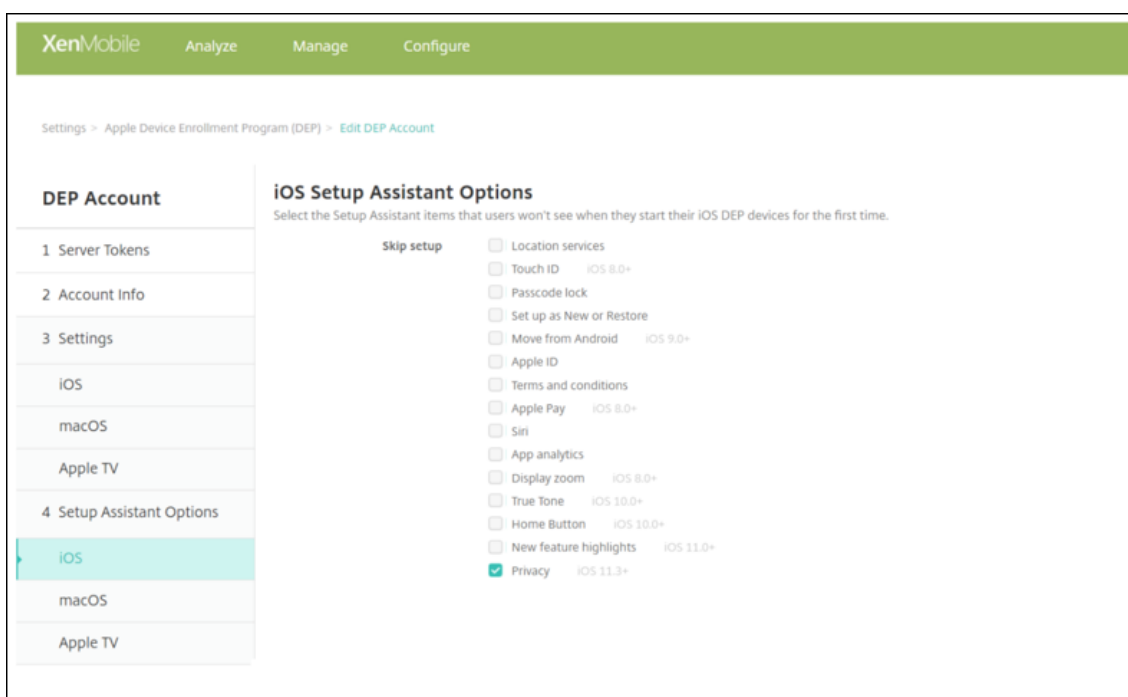 XenMobile Analyze Manage Configure
Settings > Apple Device Enrollment Program (DEP) > Edit DEP Account
DEP Account
1 Server Tokens
2 Account Info
3 Settings
iOS
macOS
Apple TV
4 Setup Assistant Options
iOS
macOS
Apple TV
iOS Setup Assistant Options
Select the Setup Assistant items that users won't see when they start their iOS DEP devices for the first time.
Skip setup
Location services
Touch ID iOS 8.0+
Passcode lock
Set up as New or Restore
Move from Android iOS 9.0+
Apple ID
Terms and conditions
Apple Pay iOS 8.0+
Siri
App analytics
Display zoom iOS 8.0+
True Tone iOS 10.0+
Home Button iOS 10.0+
New feature highlights iOS 11.0+
Privacy iOS 11.3+